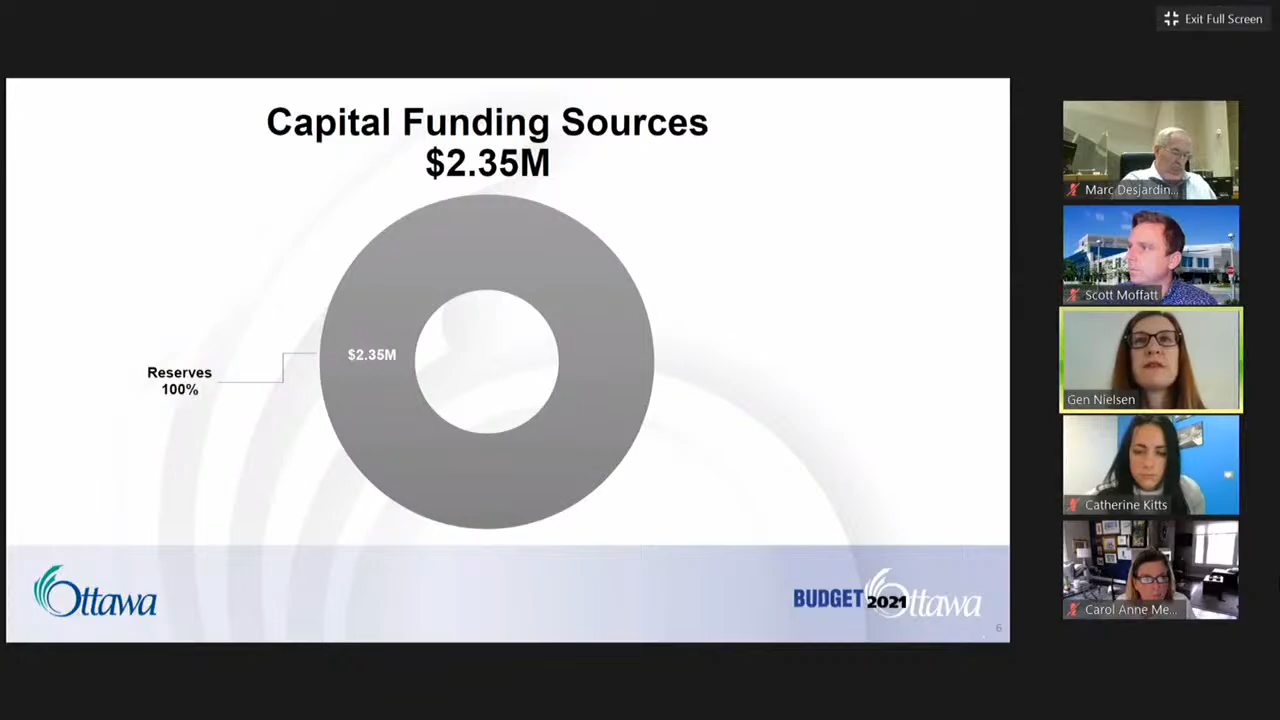 Exit Full Screen
Capital Funding Sources
$2.35M
$2.35M
Reserves
100%
Ottawa
BUDGET 2021 Ottawa
6
Marc Desjardin...
Scott Moffatt
Gen Nielsen
Catherine Kitts
Carol Anne Me...